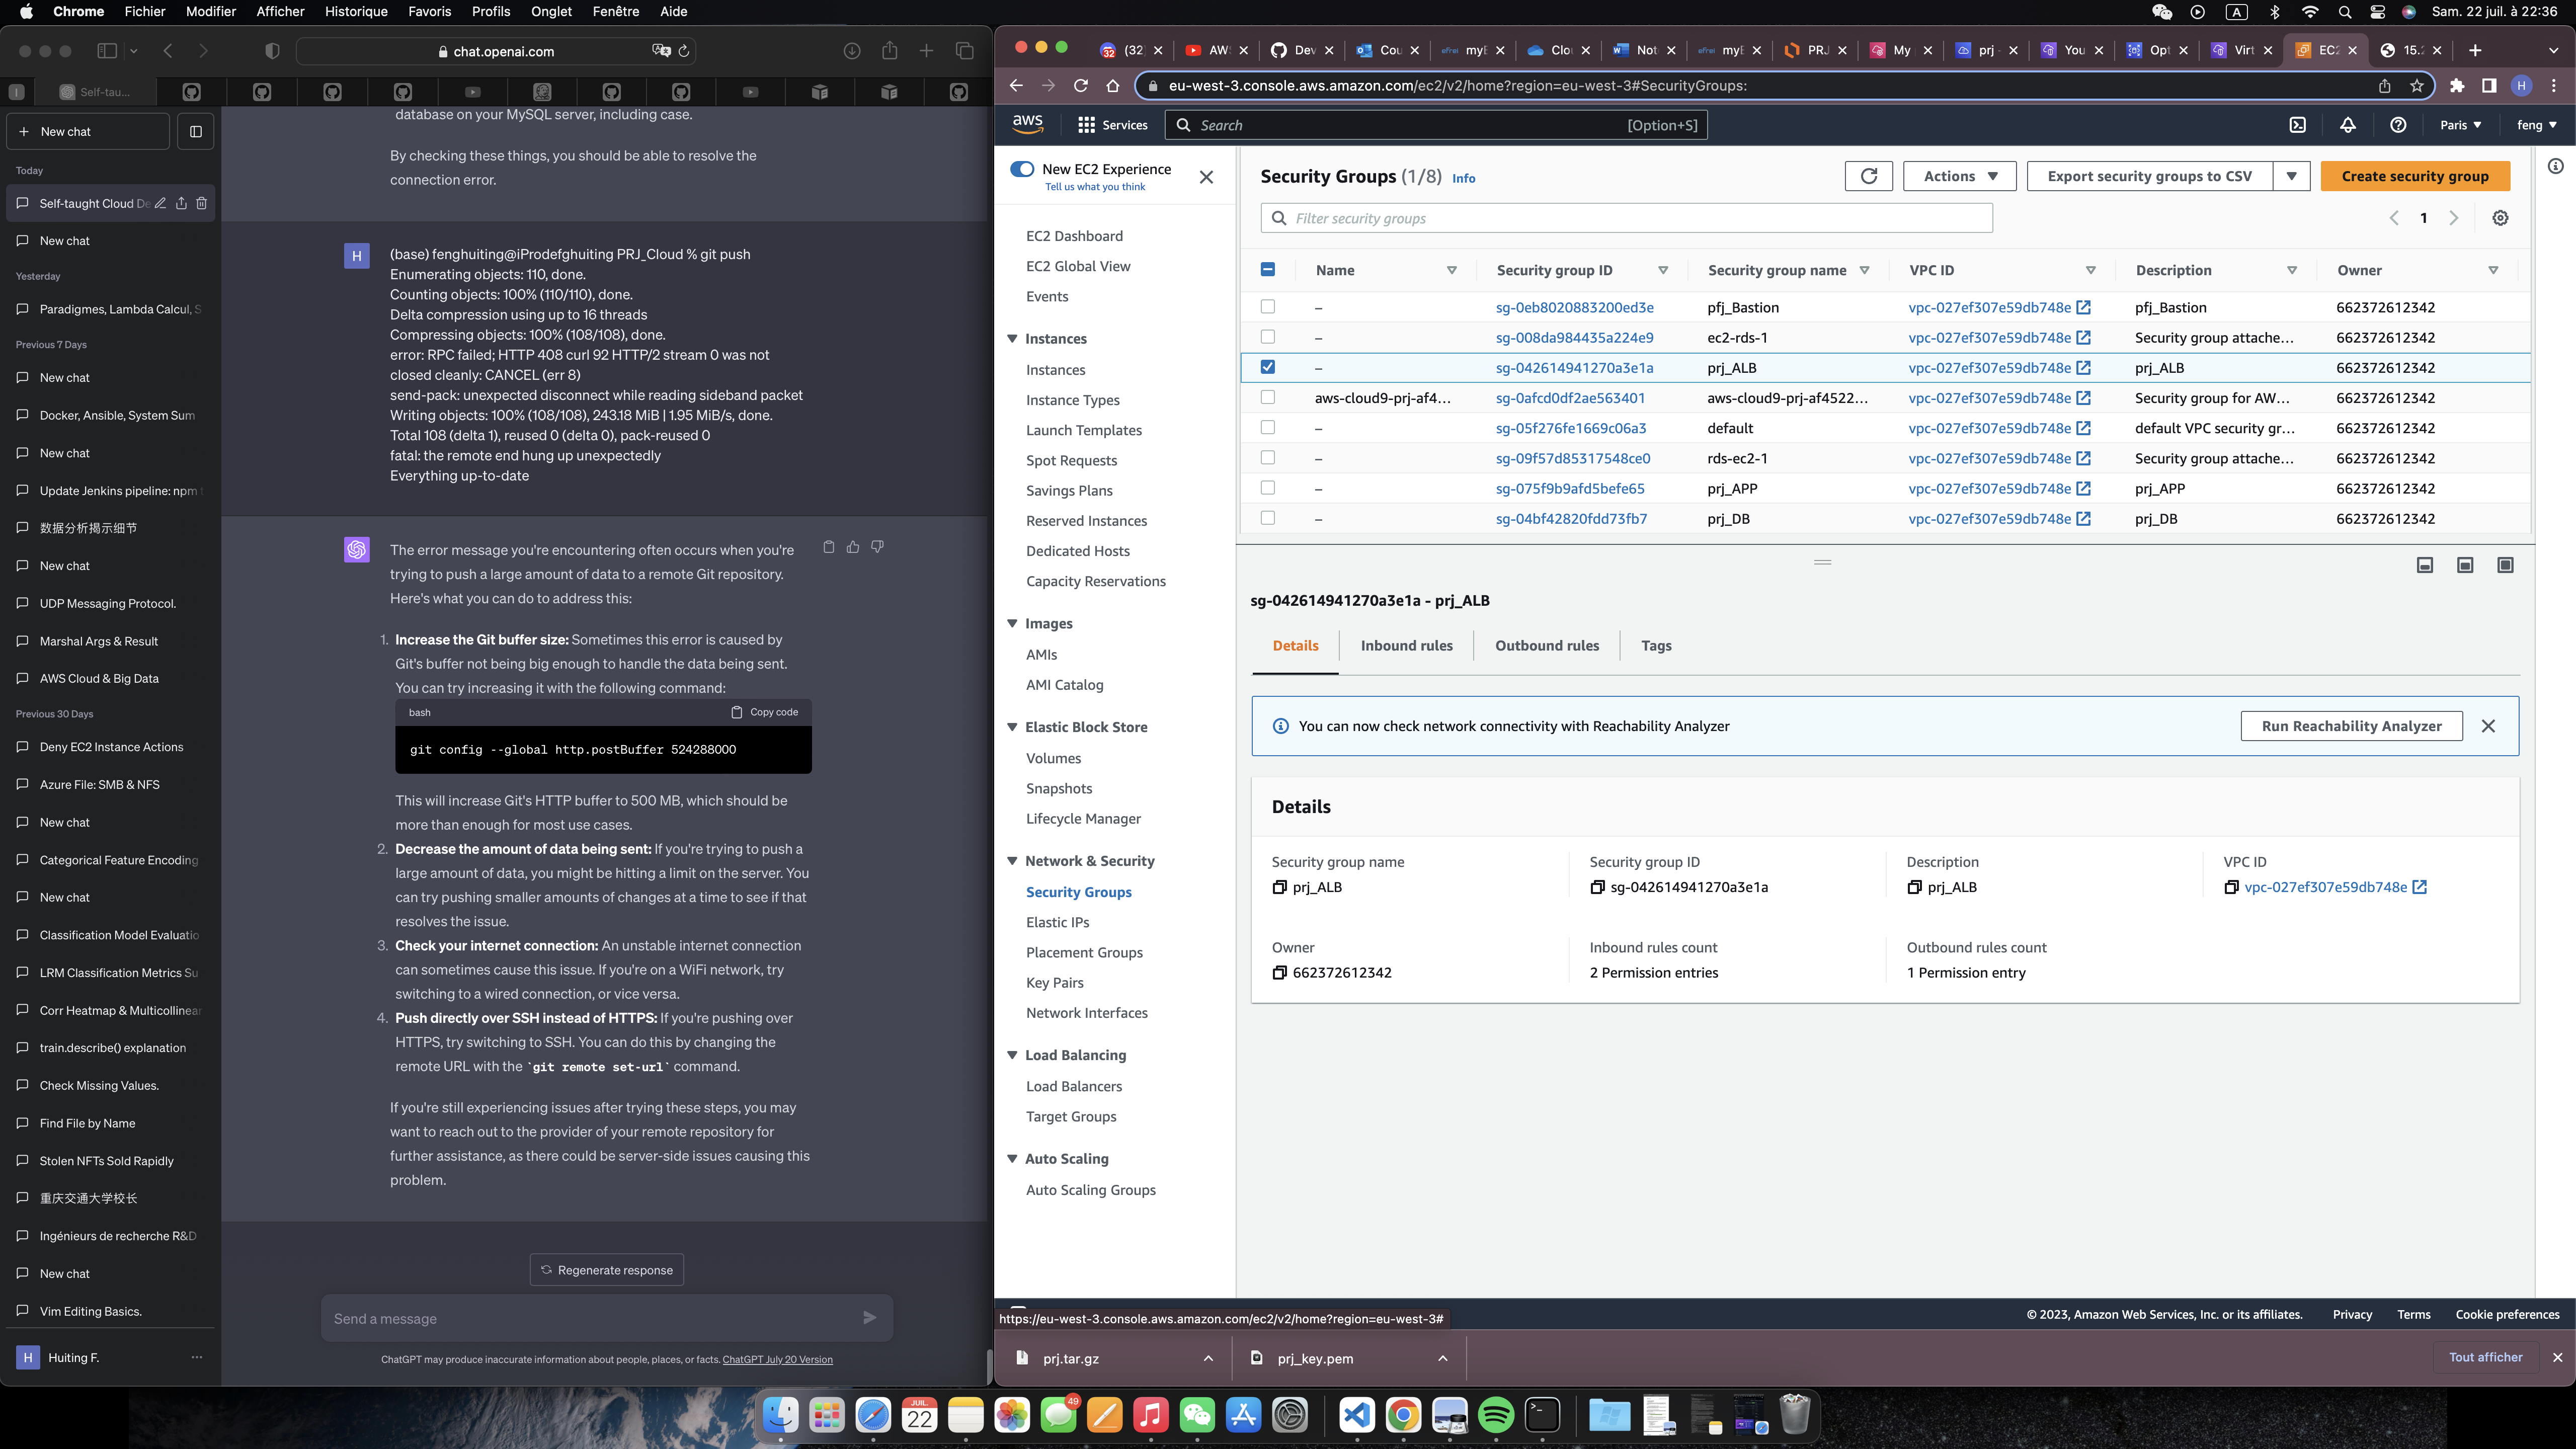 Chrome Fichier Modifier Afficher Historique Favoris Profils Onglet Fenêtre Aide
A
Sam. 22 juil. à 22:36
chat.openai.com
Self-tau...
New chat
Today
Self-taught Cloud De
New chat
Yesterday
Paradigmes, Lambda Calcul, S
Previous 7 Days
New chat
Docker, Ansible, System Sum
New chat
Update Jenkins pipeline: npm
数据分析揭示细节
New chat
UDP Messaging Protocol.
Marshal Args & Result
AWS Cloud & Big Data
Previous 30 Days
Deny EC2 Instance Actions
Azure File: SMB & NFS
New chat
Categorical Feature Encoding
New chat
Classification Model Evaluatio
LRM Classification Metrics Su
Corr Heatmap & Multicollinear
train.describe() explanation
Check Missing Values.
Find File by Name
Stolen NFTs Sold Rapidly
重庆交通大学校长
Ingénieurs de recherche R&D
New chat
Vim Editing Basics.
H
Huiting F.
database on your MySQL server, including case.
By checking these things, you should be able to resolve the
connection error.
H
(base) fenghuiting@iProdefghuiting PRJ_Cloud % git push
Enumerating objects: 110, done.
Counting objects: 100% (110/110), done.
Delta compression using up to 16 threads
Compressing objects: 100% (108/108), done.
error: RPC failed; HTTP 408 curl 92 HTTP/2 stream 0 was not
closed cleanly: CANCEL (err 8)
send-pack: unexpected disconnect while reading sideband packet
Writing objects: 100% (108/108), 243.18 MiB | 1.95 MiB/s, done.
Total 108 (delta 1), reused 0 (delta 0), pack-reused 0
fatal: the remote end hung up unexpectedly
Everything up-to-date
The error message you're encountering often occurs when you're
trying to push a large amount of data to a remote Git repository.
Here's what you can do to address this:
1. Increase the Git buffer size: Sometimes this error is caused by
Git's buffer not being big enough to handle the data being sent.
You can try increasing it with the following command:
bash
Copy code
git config --global http.postBuffer 524288000
This will increase Git's HTTP buffer to 500 MB, which should be
more than enough for most use cases.
2. Decrease the amount of data being sent: If you're trying to push a
large amount of data, you might be hitting a limit on the server. You
can try pushing smaller amounts of changes at a time to see if that
resolves the issue.
3. Check your internet connection: An unstable internet connection
can sometimes cause this issue. If you're on a WiFi network, try
switching to a wired connection, or vice versa.
4. Push directly over SSH instead of HTTPS: If you're pushing over
HTTPS, try switching to SSH. You can do this by changing the
remote URL with the `git remote set-url` command.
If you're still experiencing issues after trying these steps, you may
want to reach out to the provider of your remote repository for
further assistance, as there could be server-side issues causing this
problem.
Regenerate response
Send a message
ChatGPT may produce inaccurate information about people, places, or facts. ChatGPT July 20 Version
32 (32) AW Dev Cou efrei myE Clo Not efrei myE PRJ My prj You Opt Virt EC2 15.
eu-west-3.console.aws.amazon.com/ec2/v2/home?region=eu-west-3#SecurityGroups:
H
aws
Services
Search
[Option+S]
Paris
feng
New EC2 Experience
Tell us what you think
EC2 Dashboard
EC2 Global View
Events
Instances
Instances
Instance Types
Launch Templates
Spot Requests
Savings Plans
Reserved Instances
Dedicated Hosts
Capacity Reservations
Images
AMIs
AMI Catalog
Elastic Block Store
Volumes
Snapshots
Lifecycle Manager
Network & Security
Security Groups
Elastic IPs
Placement Groups
Key Pairs
Network Interfaces
Load Balancing
Load Balancers
Target Groups
Auto Scaling
Auto Scaling Groups
Security Groups (1/8) Info
Actions
Export security groups to CSV
Create security group
Filter security groups
1
Name Security group ID Security group name VPC ID Description Owner
– sg-0eb8020883200ed3e pfj_Bastion vpc-027ef307e59db748e pfj_Bastion 662372612342
– sg-008da984435a224e9 ec2-rds-1 vpc-027ef307e59db748e Security group attache... 662372612342
– sg-042614941270a3e1a prj_ALB vpc-027ef307e59db748e prj_ALB 662372612342
aws-cloud9-prj-af4... sg-0afcd0df2ae563401 aws-cloud9-prj-af4522... vpc-027ef307e59db748e Security group for AW... 662372612342
– sg-05f276fe1669c06a3 default vpc-027ef307e59db748e default VPC security gr... 662372612342
– sg-09f57d85317548ce0 rds-ec2-1 vpc-027ef307e59db748e Security group attache... 662372612342
– sg-075f9b9afd5befe65 prj_APP vpc-027ef307e59db748e prj_APP 662372612342
– sg-04bf42820fdd73fb7 prj_DB vpc-027ef307e59db748e prj_DB 662372612342
sg-042614941270a3e1a - prj_ALB
Details Inbound rules Outbound rules Tags
You can now check network connectivity with Reachability Analyzer
Run Reachability Analyzer
Details
Security group name Security group ID Description VPC ID
prj_ALB sg-042614941270a3e1a prj_ALB vpc-027ef307e59db748e
Owner Inbound rules count Outbound rules count
662372612342 2 Permission entries 1 Permission entry
© 2023, Amazon Web Services, Inc. or its affiliates. Privacy Terms Cookie preferences
https://eu-west-3.console.aws.amazon.com/ec2/v2/home?region=eu-west-3#
prj.tar.gz
prj_key.pem
Tout afficher
JUIL.
22
49